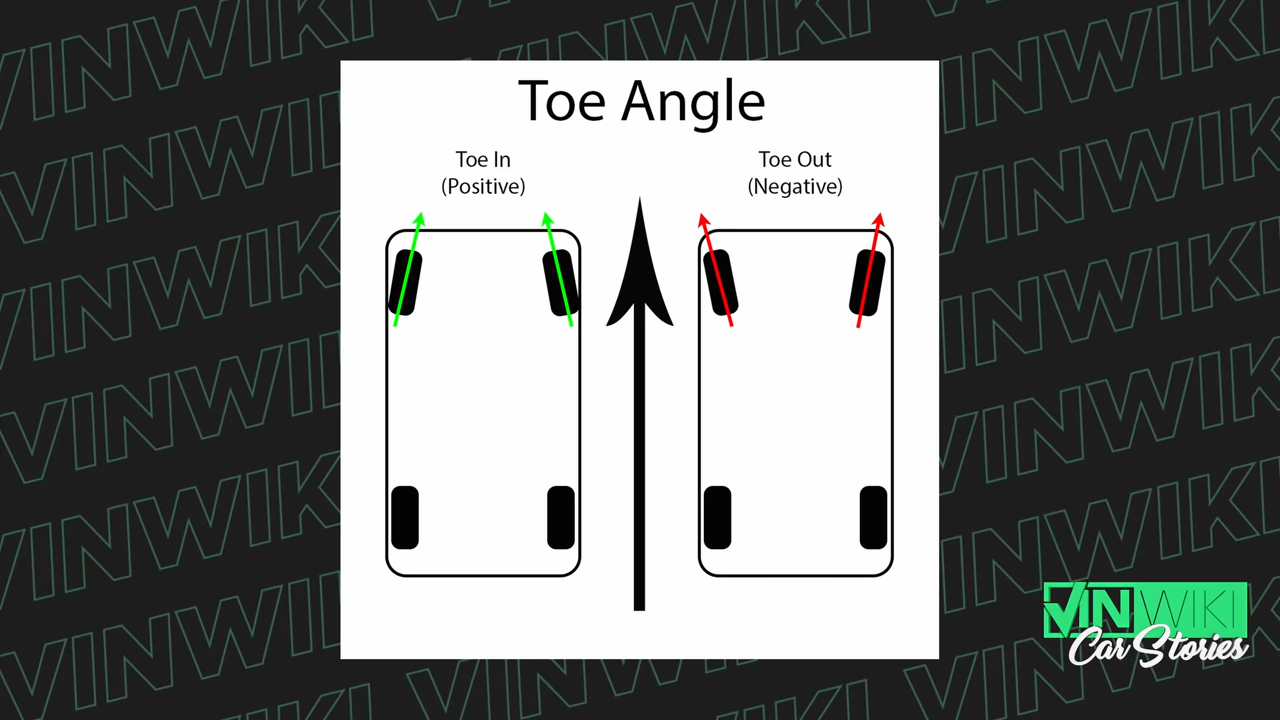 Toe Angle
Toe In
(Positive)
Toe Out
(Negative)
VINWIKI
Car Stories